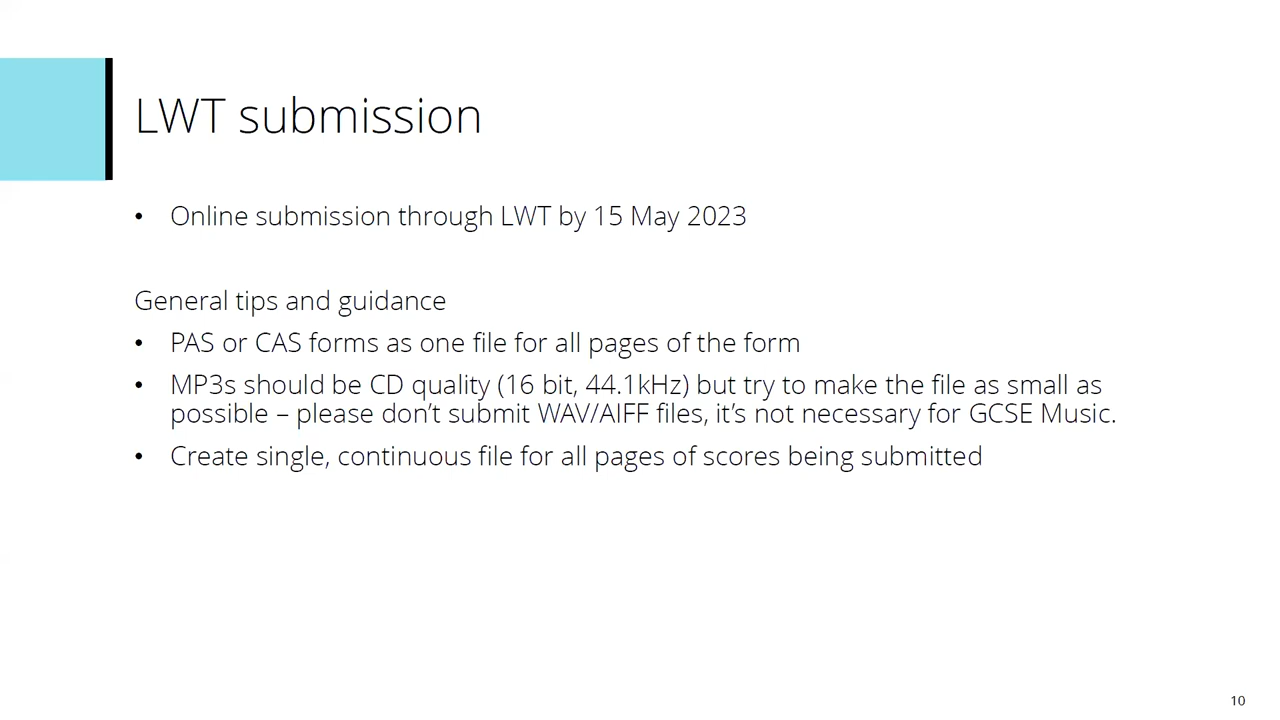 LWT submission
• Online submission through LWT by 15 May 2023
General tips and guidance
• PAS or CAS forms as one file for all pages of the form
• MP3s should be CD quality (16 bit, 44.1kHz) but try to make the file as small as
possible – please don’t submit WAV/AIFF files, it’s not necessary for GCSE Music.
• Create single, continuous file for all pages of scores being submitted
10